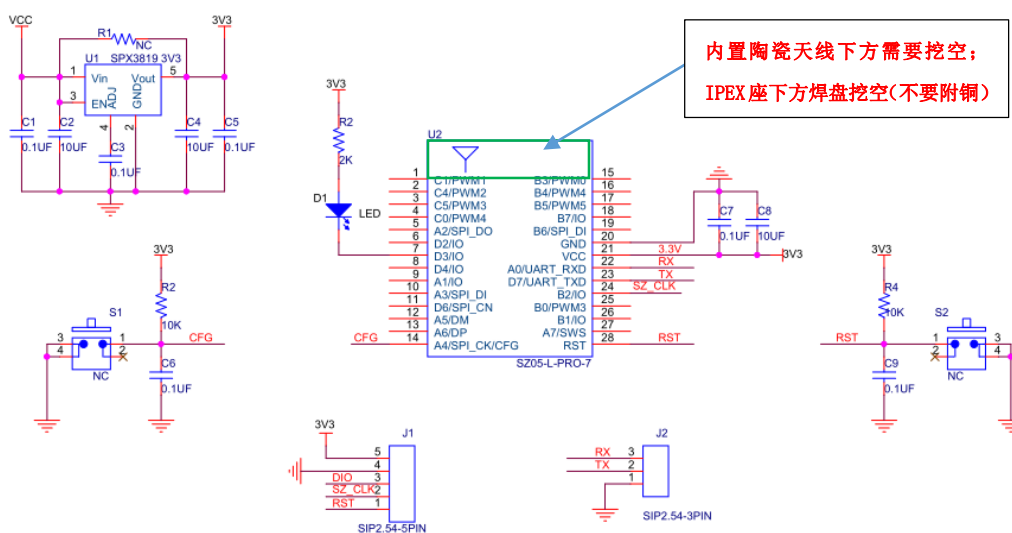 VCC
3V3
R1
NC
U1
SPX3819 3V3
1
Vin
Vout
5
3
EN
ADJ
GND
4
2
C1
0.1UF
C2
10UF
C3
0.1UF
C4
10UF
C5
0.1UF
内置陶瓷天线下方需要挖空；
IPEX座下方焊盘挖空(不要附铜)
3V3
R2
2K
D1
LED
U2
1
C1/PWM1
2
C4/PWM2
3
C5/PWM3
4
C0/PWM4
5
A2/SPI_DO
6
D2/IO
7
D3/IO
8
D4/IO
9
A1/IO
10
A3/SPI_DI
11
D6/SPI_CN
12
A5/DM
13
A6/DP
14
A4/SPI_CK/CFG
CFG
B3/PWM0
15
B4/PWM4
16
B5/PWM5
17
B7/IO
18
B6/SPI_DI
19
GND
20
VCC
21
3.3V
A0/UART_RXD
22
RX
D7/UART_TXD
23
TX
B2/IO
24
SZ_CLK
B0/PWM3
25
B1/IO
26
A7/SWS
27
RST
28
RST
SZ05-L-PRO-7
C7
0.1UF
C8
10UF
3V3
3V3
R2
10K
S1
3
1
4
2
NC
CFG
C6
0.1UF
3V3
R4
10K
S2
RST
1
3
2
4
NC
C9
0.1UF
3V3
J1
5
4
DIO
3
SZ_CLK
2
RST
1
SIP2.54-5PIN
J2
RX
3
TX
2
1
SIP2.54-3PIN